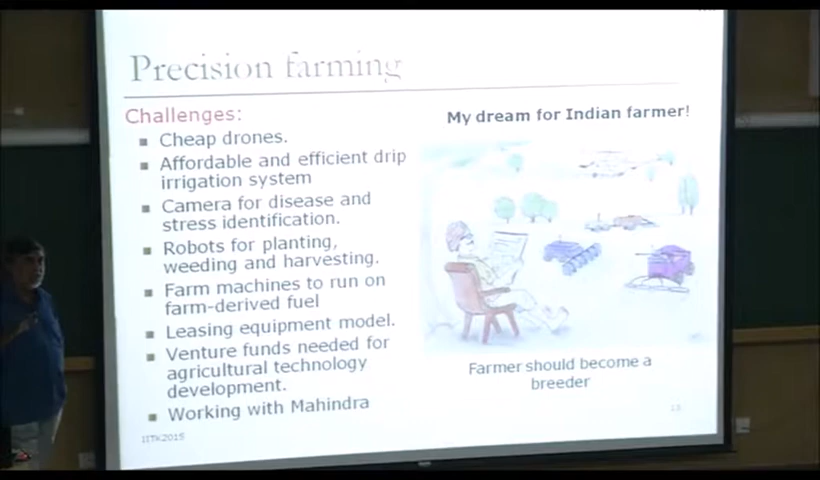 Precision farming
Challenges:
Cheap drones.
Affordable and efficient drip
irrigation system
Camera for disease and
stress identification.
Robots for planting,
weeding and harvesting.
Farm machines to run on
farm-derived fuel
Leasing equipment model.
Venture funds needed for
agricultural technology
development.
Working with Mahindra
My dream for Indian farmer!
Farmer should become a
breeder
IITK2015
13